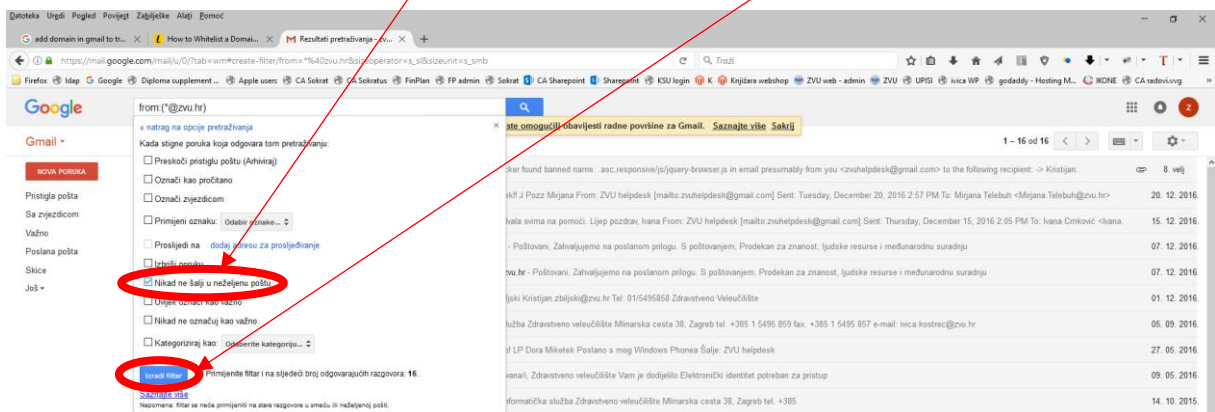 Datoteka Uredi Pogled Povijest Zabilješke Alati Pomoć
add domain in gmail to tr... How to Whitelist a Domai... Rezultati pretraživanja - zv...
https://mail.google.com/mail/u/0/?tab=wm#create-filter/from=*%40zvu.hr&sizeoperator=s_sl&sizeunit=s_smb Traži
Firefox Idap Google Diploma supplement ... Apple users CA Sokrat CA Sokratus FinPlan FP admin Sokrat CA Sharepoint Sharepoint KSU login K Knjižara webshop ZVU web - admin ZVU UPISI ivica WP godaddy - Hosting M... IKONE CA radovi.vvg
Google from:(*@zvu.hr) Z
« natrag na opcije pretraživanja ste omogućili obavijesti radne površine za Gmail. Saznajte više Sakrij
Gmail Kada stigne poruka koja odgovara tom pretraživanju: 1 – 16 od 16
Preskoči pristiglu poštu (Arhiviraj)
NOVA PORUKA Označi kao pročitano cker found banned name: .asc,responsive/js/jquery-browser.js in email presumably from you <zvuhelpdesk@gmail.com> to the following recipient: -> Kristijan 8. velj
Pristigla pošta Označi zvjezdicom J Pozz Mirjana From: ZVU helpdesk [mailto:zvuhelpdesk@gmail.com] Sent: Tuesday, December 20, 2016 2:57 PM To: Mirjana Telebuh <Mirjana.Telebuh@zvu.hr> 20. 12. 2016.
Sa zvjezdicom Primijeni oznaku: Odabir oznake... vala svima na pomoći. Lijep pozdrav, Ivana From: ZVU helpdesk [mailto:zvuhelpdesk@gmail.com] Sent: Thursday, December 15, 2016 2:05 PM To: Ivana Crnković <Ivana. 15. 12. 2016.
Važno
Poslana pošta Proslijedi na dodaj adresu za prosljeđivanje - Poštovani, Zahvaljujemo na poslanom prilogu. S poštovanjem, Prodekan za znanost, ljudske resurse i međunarodnu suradnju 07. 12. 2016.
Skice Izbriši poruku
zvu.hr - Poštovani, Zahvaljujemo na poslanom prilogu. S poštovanjem, Prodekan za znanost, ljudske resurse i međunarodnu suradnju 07. 12. 2016.
Još Nikad ne šalji u neželjenu poštu
Uvijek označi kao važno ljski Kristijan.zbiljski@zvu.hr Tel: 01/5495858 Zdravstveno Veleučilište 01. 12. 2016.
Nikad ne označuj kao važno lužba Zdravstveno veleučilište Mlinarska cesta 38, Zagreb tel. +385 1 5495 859 fax. +385 1 5495 857 e-mail: ivica.kostrec@zvu.hr 05. 09. 2016.
Kategoriziraj kao: Odaberite kategoriju... LP Dora Miketek Poslano s mog Windows Phonea Šalje: ZVU helpdesk 27. 05. 2016.
Izradi filtar Primijenite filtar i na sljedeći broj odgovarajućih razgovora: 16. Zdravstveno veleučilište Vam je dodijelilo Elektronički identitet potreban za pristup 09. 05. 2016.
Saznajte više
Napomena: filtar se neće primijeniti na stare razgovore u smeću ili neželjenoj pošti. nformatička služba Zdravstveno veleučilište Mlinarska cesta 38, Zagreb tel. +385 14. 10. 2015.